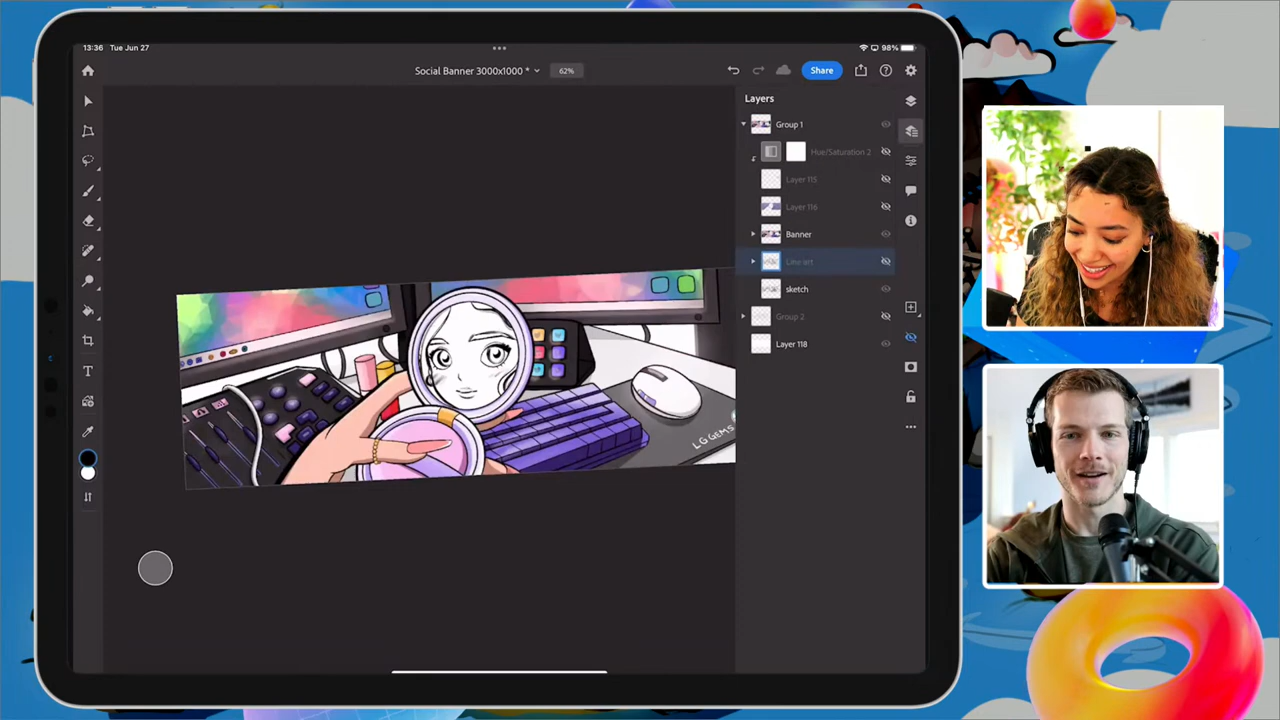 13:36 Tue Jun 27
98%
Social Banner 3000x1000 *
62%
Share
Layers
Group 1
Hue/Saturation 2
Layer 115
Layer 116
Banner
Line art
sketch
Group 2
Layer 118
LG GEMS